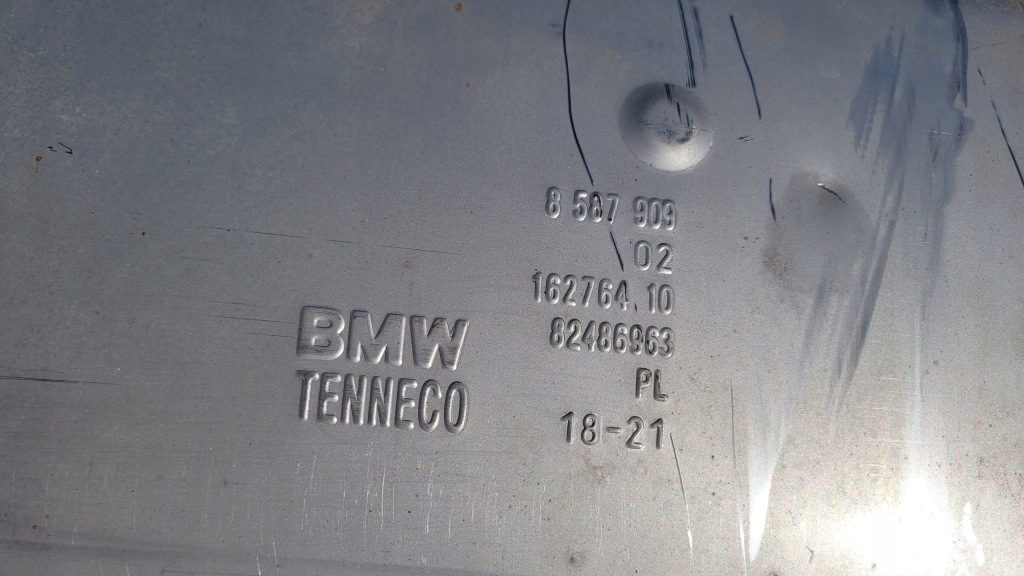 8 587 909
02
162764.10
82486963
PL
18-21
BMW
TENNECO